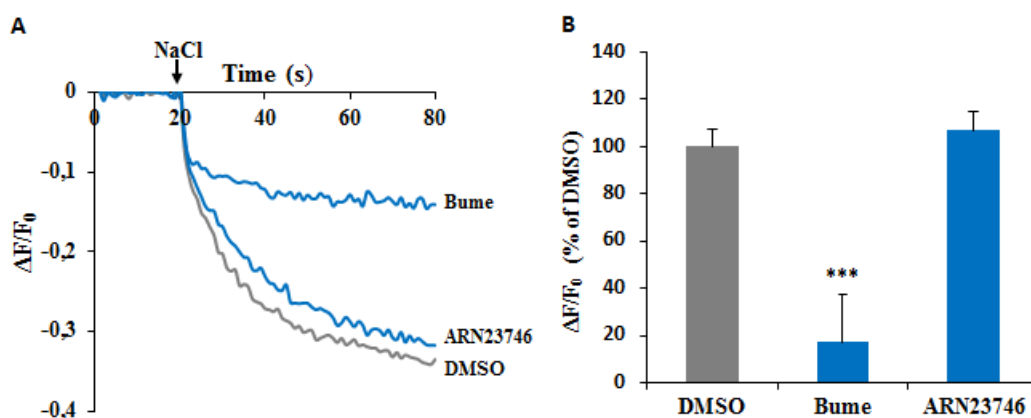 A
NaCl
Time (s)
0
0 20 40 60 80
-0,1
-0,2
-0,3
-0,4
ΔF/F0
Bume
ARN23746
DMSO
B
140
120
100
80
60
40
20
0
ΔF/F0 (% of DMSO)
***
DMSO Bume ARN23746